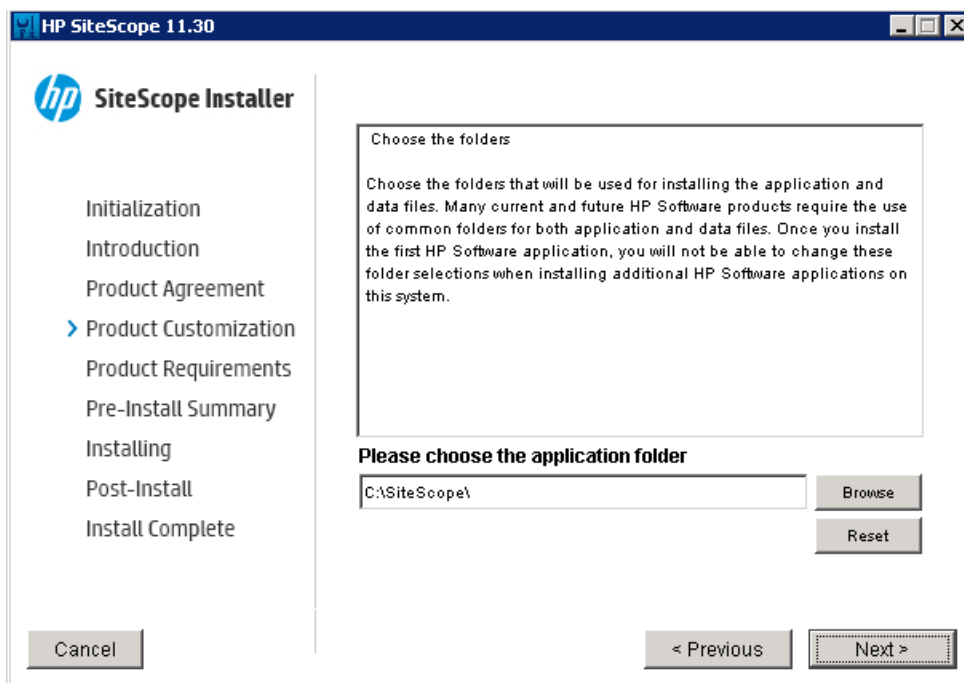 HP SiteScope 11.30
hp SiteScope Installer
Initialization
Introduction
Product Agreement
Product Customization
Product Requirements
Pre-Install Summary
Installing
Post-Install
Install Complete
Choose the folders
Choose the folders that will be used for installing the application and
data files. Many current and future HP Software products require the use
of common folders for both application and data files. Once you install
the first HP Software application, you will not be able to change these
folder selections when installing additional HP Software applications on
this system.
Please choose the application folder
C:\SiteScope\
Browse
Reset
Cancel
< Previous
Next >